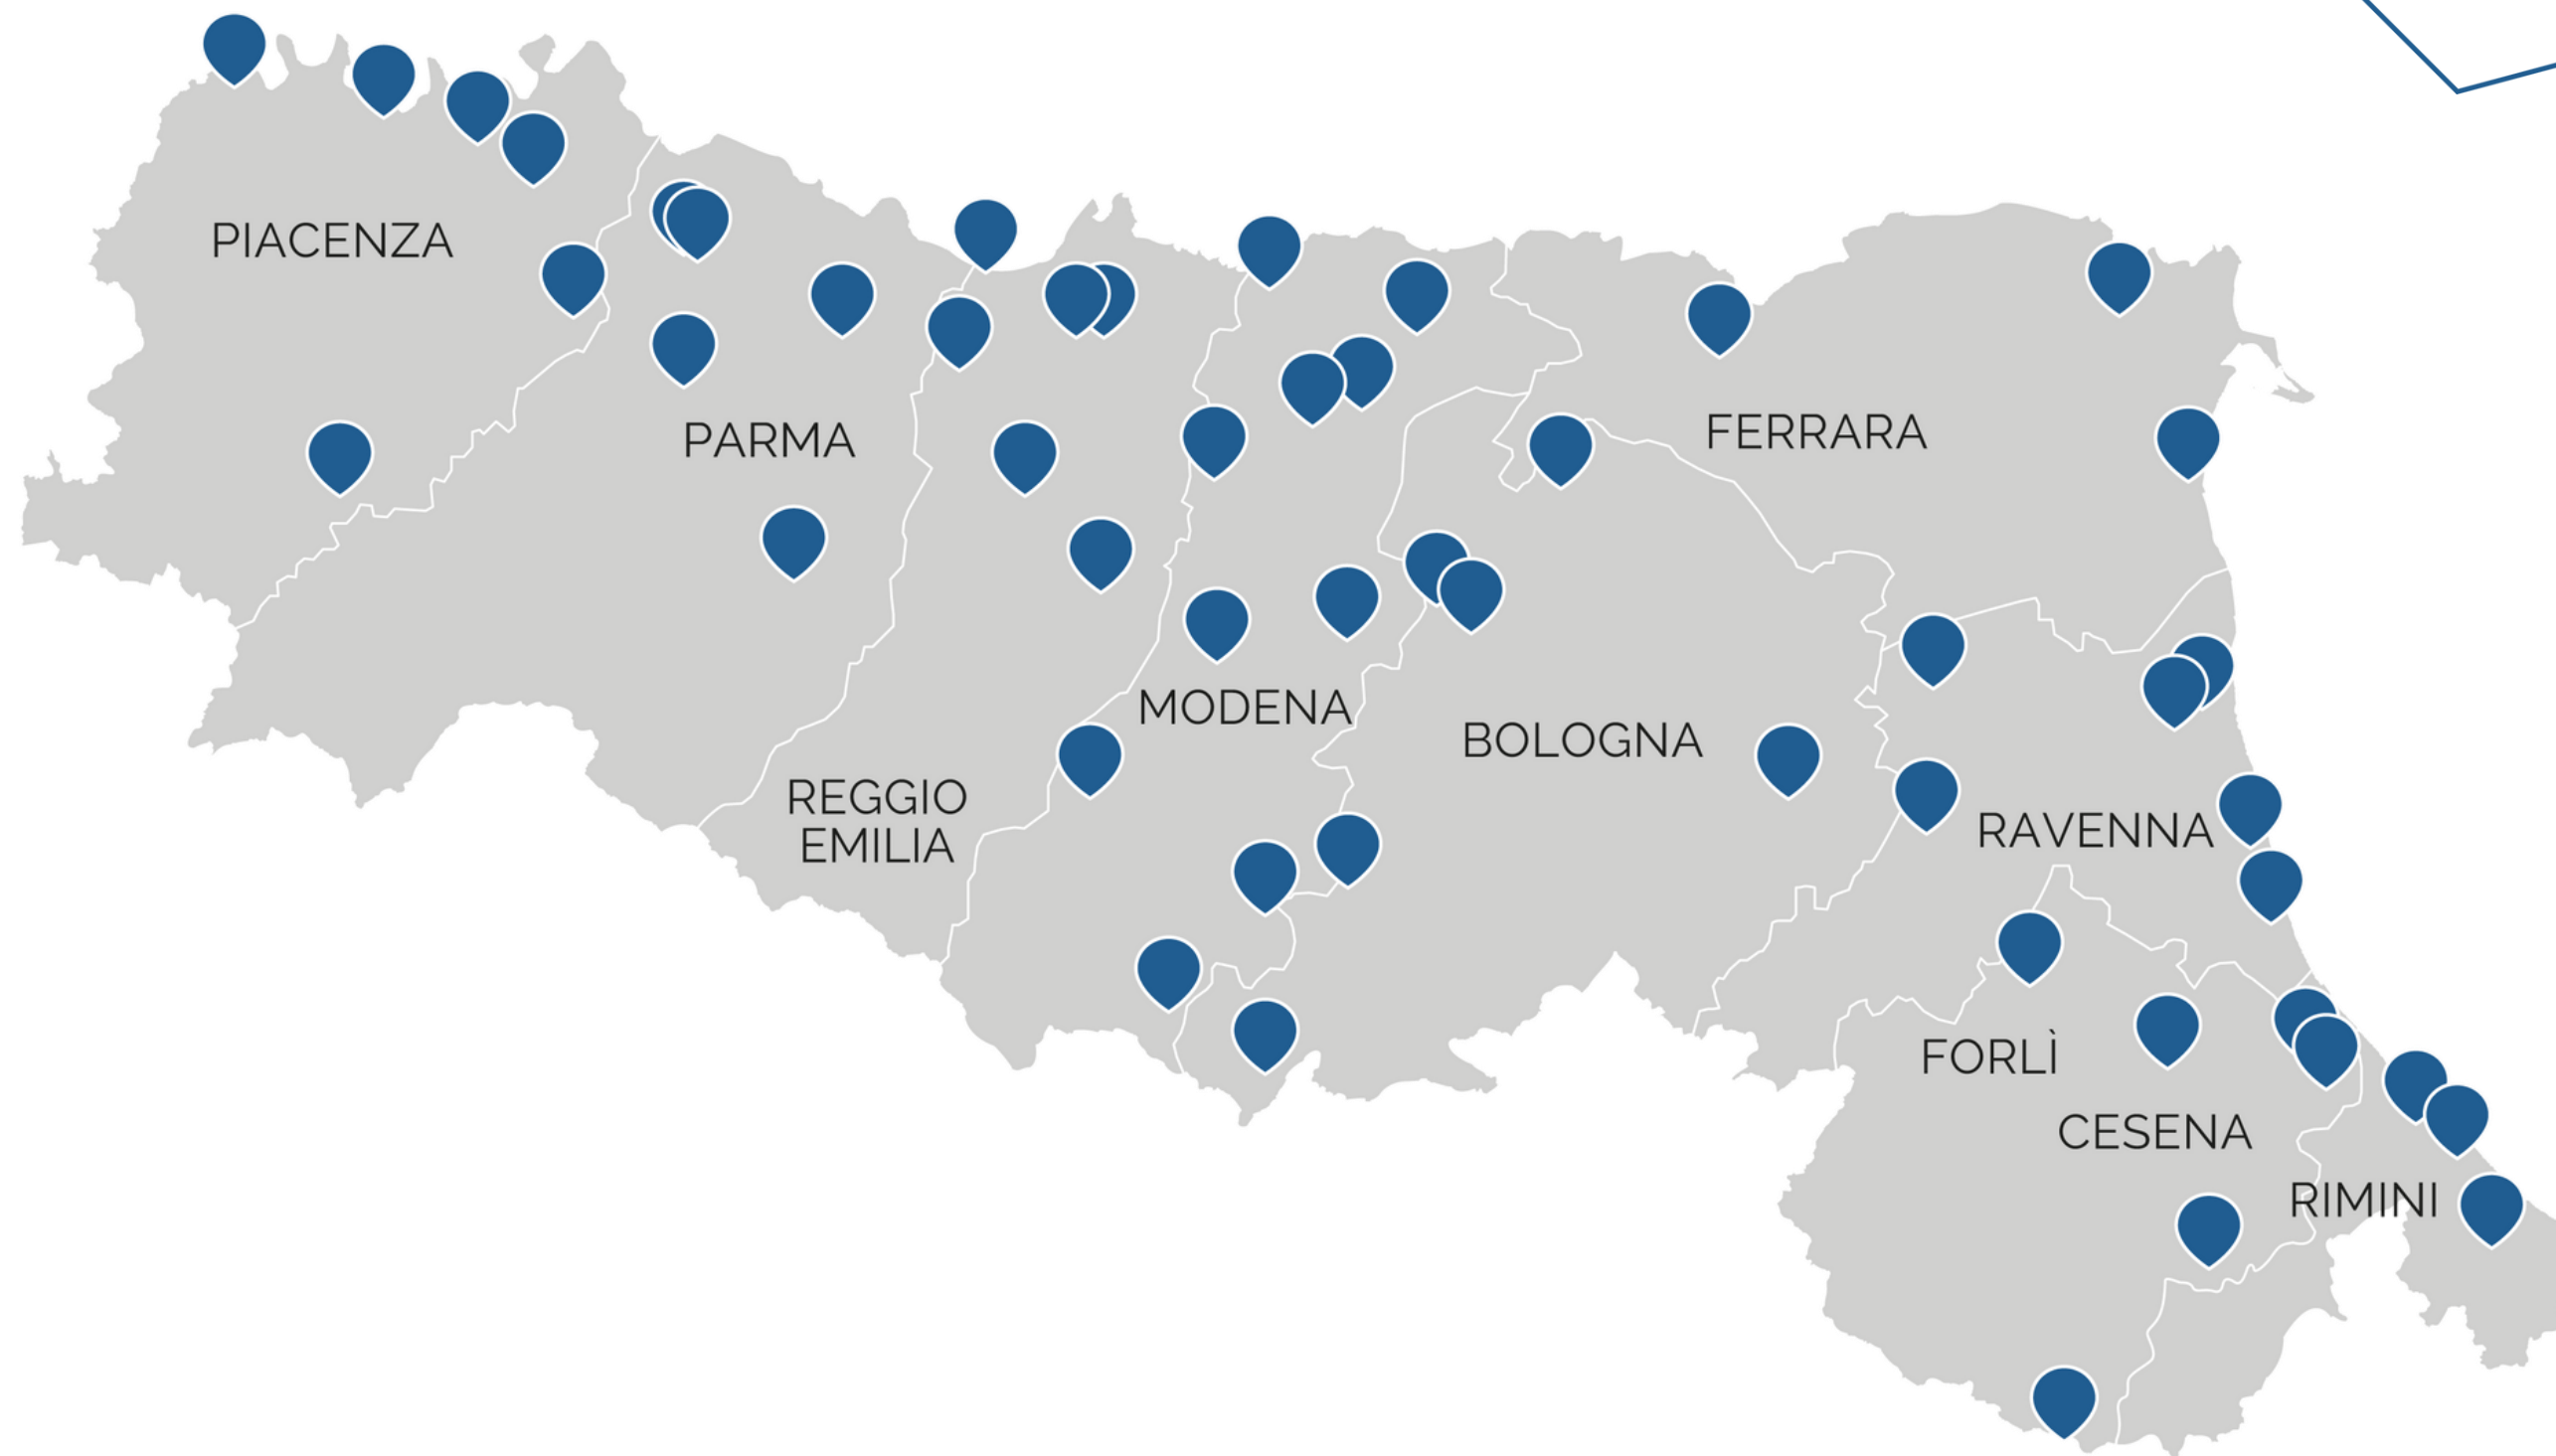 PIACENZA
PARMA
FERRARA
MODENA
BOLOGNA
REGGIO
EMILIA
RAVENNA
FORLÌ
CESENA
RIMINI